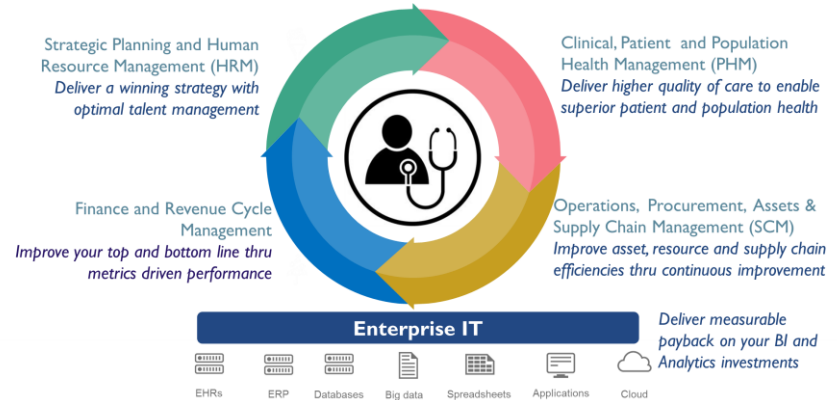 Strategic Planning and Human
Resource Management (HRM)
Deliver a winning strategy with
optimal talent management
Clinical, Patient and Population
Health Management (PHM)
Deliver higher quality of care to enable
superior patient and population health
Finance and Revenue Cycle
Management
Improve your top and bottom line thru
metrics driven performance
Operations, Procurement, Assets &
Supply Chain Management (SCM)
Improve asset, resource and supply chain
efficiencies thru continuous improvement
Enterprise IT
Deliver measurable
payback on your BI and
Analytics investments
EHRs
ERP
Databases
Big data
Spreadsheets
Applications
Cloud